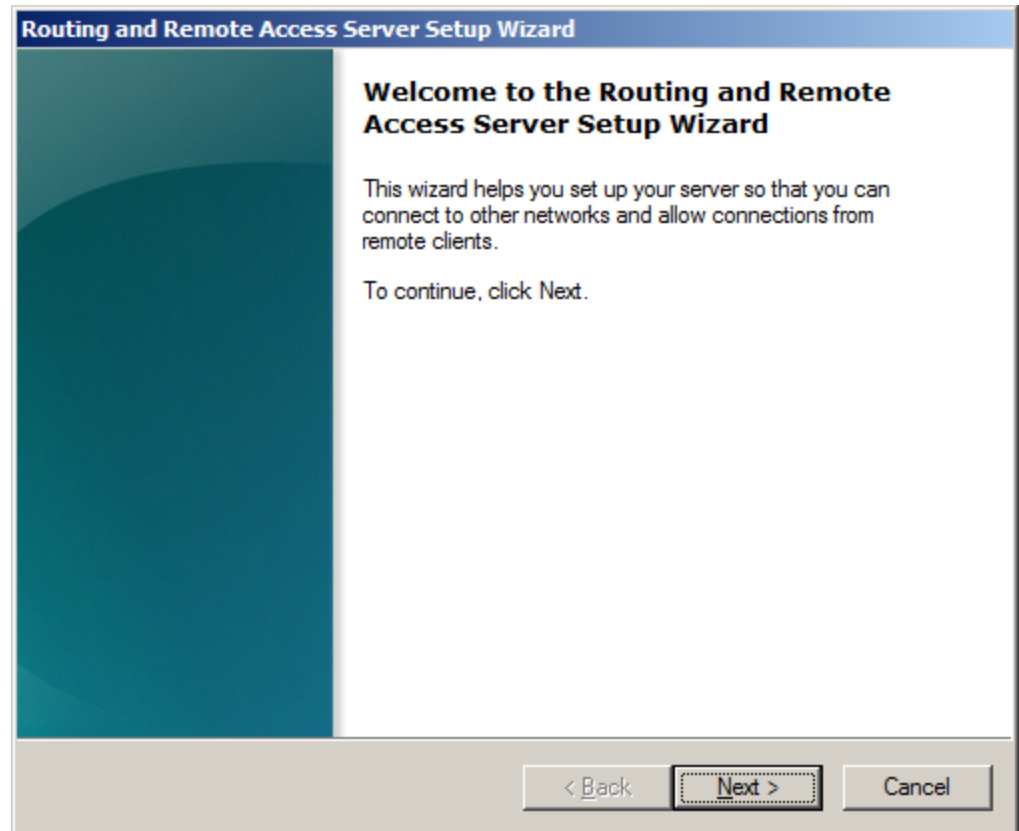 Routing and Remote Access Server Setup Wizard
Welcome to the Routing and Remote
Access Server Setup Wizard
This wizard helps you set up your server so that you can
connect to other networks and allow connections from
remote clients.
To continue, click Next.
< Back
Next >
Cancel